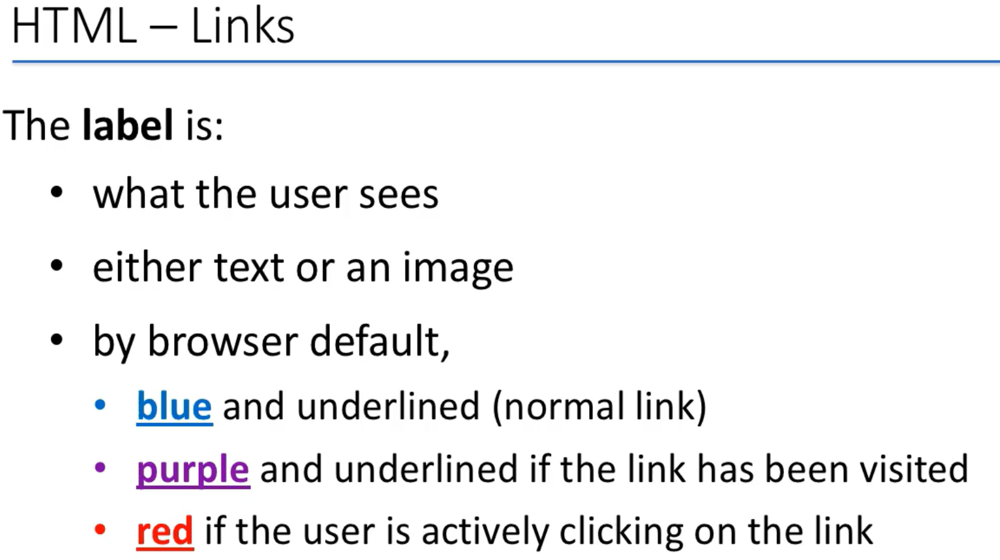 HTML – Links
The label is:
• what the user sees
• either text or an image
• by browser default,
• blue and underlined (normal link)
• purple and underlined if the link has been visited
• red if the user is actively clicking on the link